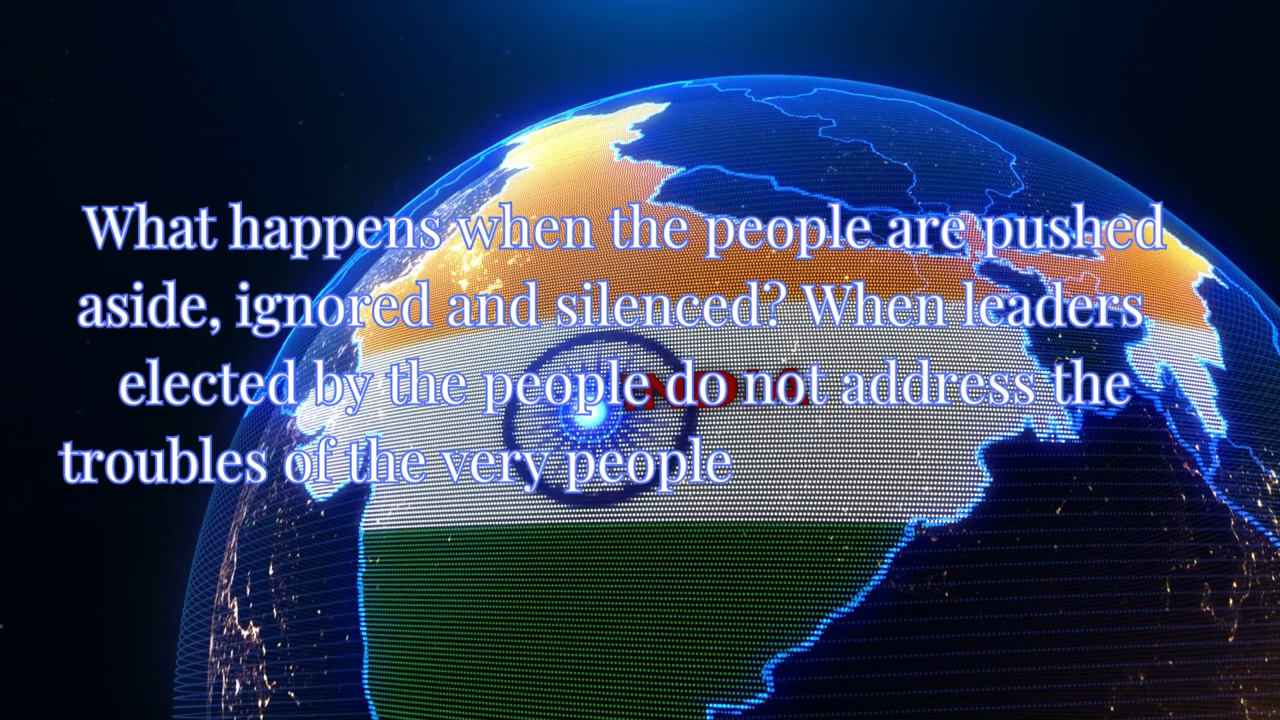 What happens when the people are pushed
aside, ignored and silenced? When leaders
elected by the people do not address the
troubles of the very people